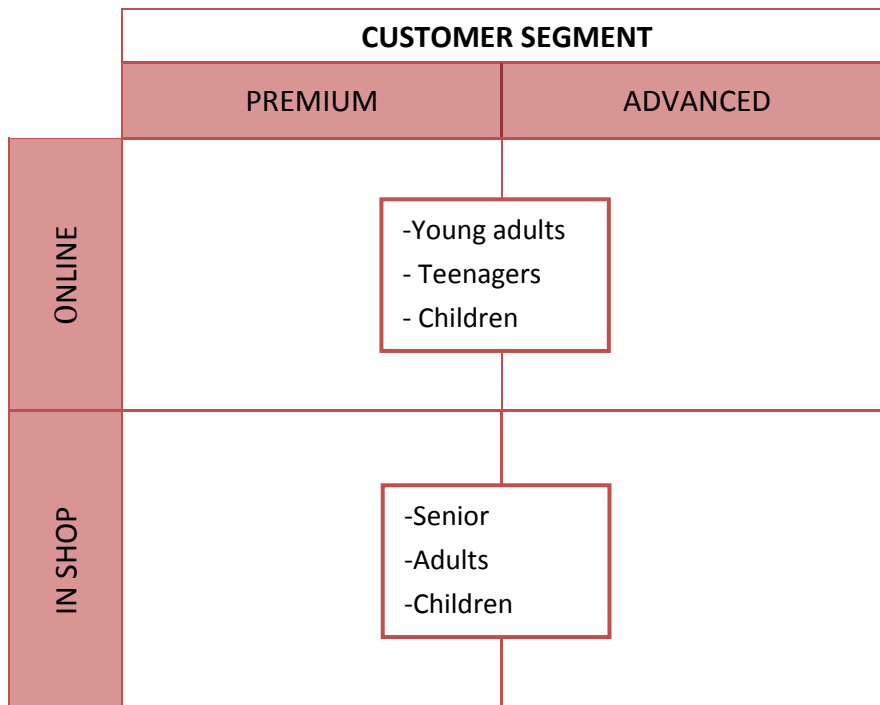 CUSTOMER SEGMENT
PREMIUM
ADVANCED
ONLINE
-Young adults
- Teenagers
- Children
IN SHOP
-Senior
-Adults
-Children